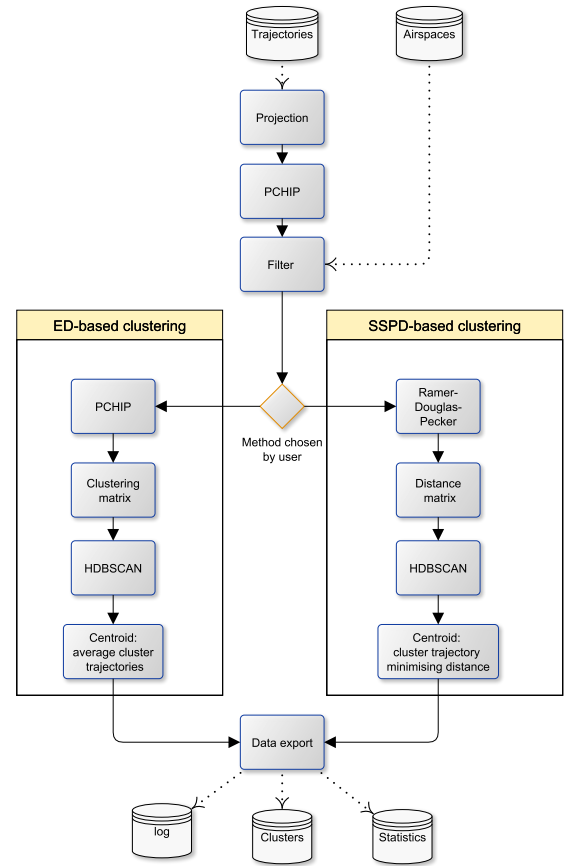 Trajectories
Airspaces
Projection
PCHIP
Filter
ED-based clustering
SSPD-based clustering
PCHIP
Method chosen
by user
Ramer-
Douglas-
Pecker
Clustering
matrix
Distance
matrix
HDBSCAN
HDBSCAN
Centroid:
average cluster
trajectories
Centroid:
cluster trajectory
minimising distance
Data export
log
Clusters
Statistics